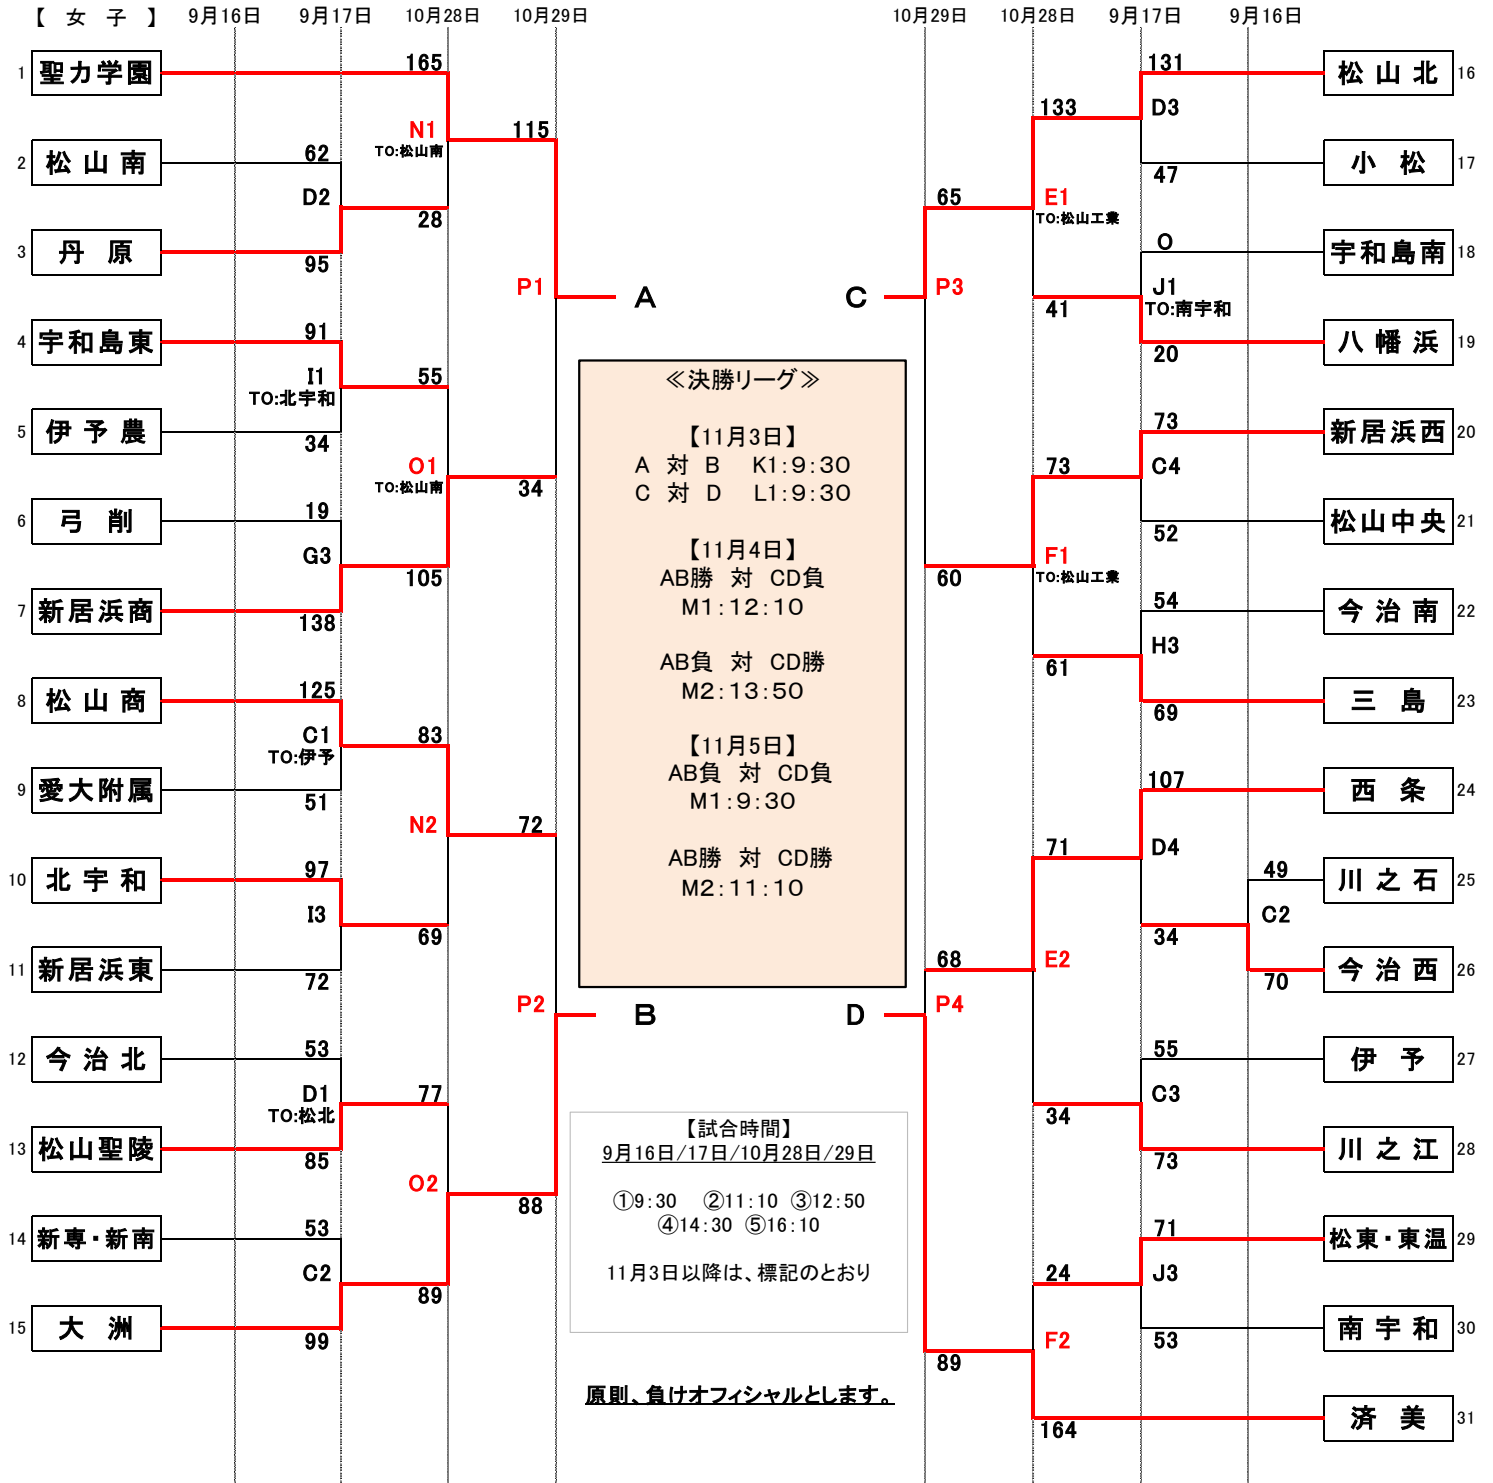 【 女 子 】 9月16日 9月17日 10月28日 10月29日 10月29日 10月28日 9月17日 9月16日
1 聖力学園 165
N1 115
TO:松山南
2 松山南 62
D2
28
3 丹原
95
P1 A
4 宇和島東 91
I1 55
TO:北宇和
5 伊予農
34
O1
TO:松山南 34
6 弓削 19
G3
105
7 新居浜商
138
8 松山商 125
C1 83
TO:伊予
9 愛大附属
51
N2 72
10 北宇和 97
I3
69
11 新居浜東
72
P2 B
12 今治北 53
D1 77
TO:松北
13 松山聖陵
85
O2
88
14 新専・新南 53
C2
89
15 大洲
99
131 松山北 16
133 D3
小松 17
47
65 E1
TO:松山工業
O 宇和島南 18
C P3 J1
41 TO:南宇和
八幡浜 19
20
73 新居浜西 20
73 C4
松山中央 21
52
F1
60 TO:松山工業
54 今治南 22
H3
61
三島 23
69
107 西条 24
71 D4
49 川之石 25
C2
34
今治西 26
70
68 E2
D P4
55 伊予 27
C3
34
川之江 28
73
71 松東・東温 29
24 J3
南宇和 30
53
F2
89
済美 31
164
≪決勝リーグ≫
【11月3日】
A 対 B K1:9:30
C 対 D L1:9:30
【11月4日】
AB勝 対 CD負
M1:12:10
AB負 対 CD勝
M2:13:50
【11月5日】
AB負 対 CD負
M1:9:30
AB勝 対 CD勝
M2:11:10
【試合時間】
9月16日/17日/10月28日/29日
①9:30 ②11:10 ③12:50
④14:30 ⑤16:10
11月3日以降は、標記のとおり
原則、負けオフィシャルとします。